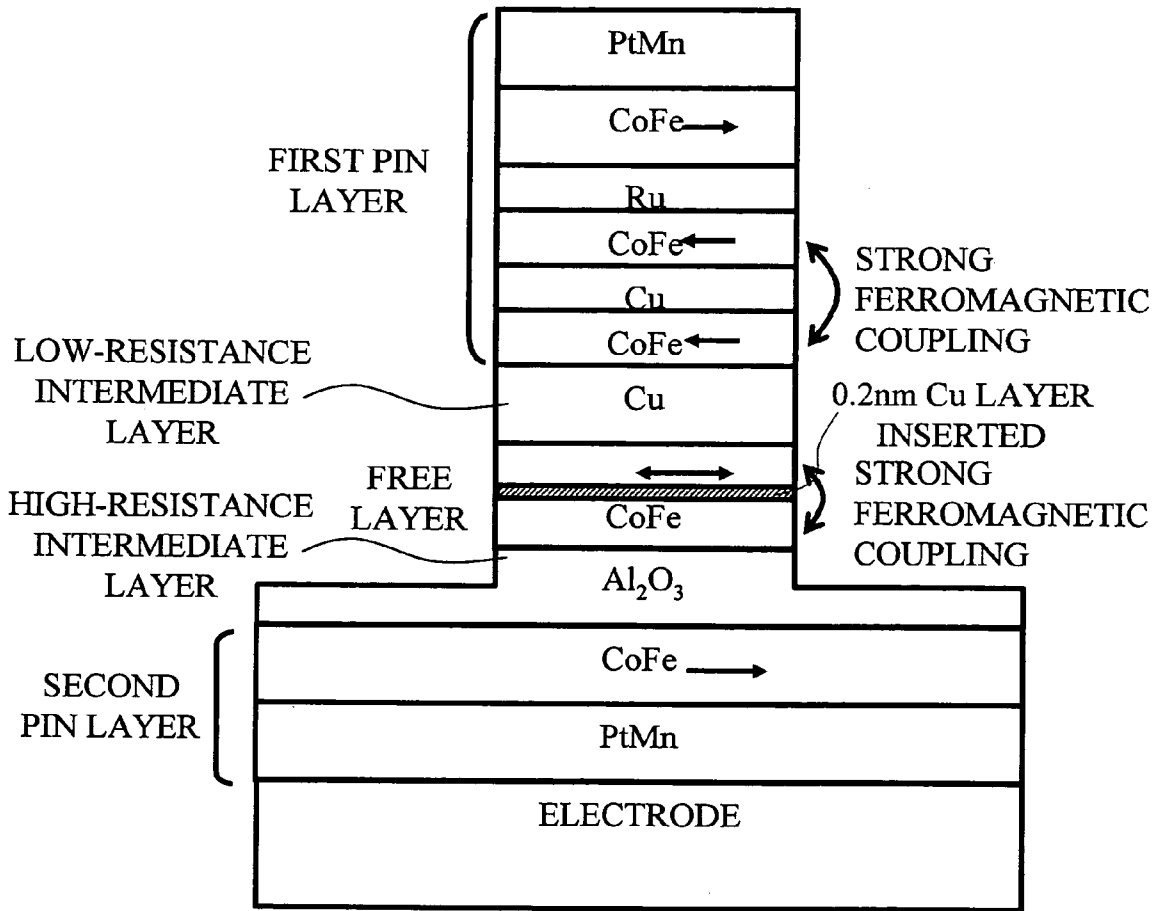 PtMn
CoFe
FIRST PIN
LAYER
Ru
CoFe
STRONG
FERROMAGNETIC
COUPLING
Cu
CoFe
LOW-RESISTANCE
INTERMEDIATE
LAYER
Cu
0.2nm Cu LAYER
INSERTED
FREE
LAYER
STRONG
FERROMAGNETIC
COUPLING
HIGH-RESISTANCE
INTERMEDIATE
LAYER
CoFe
Al₂O₃
CoFe
SECOND
PIN LAYER
PtMn
ELECTRODE